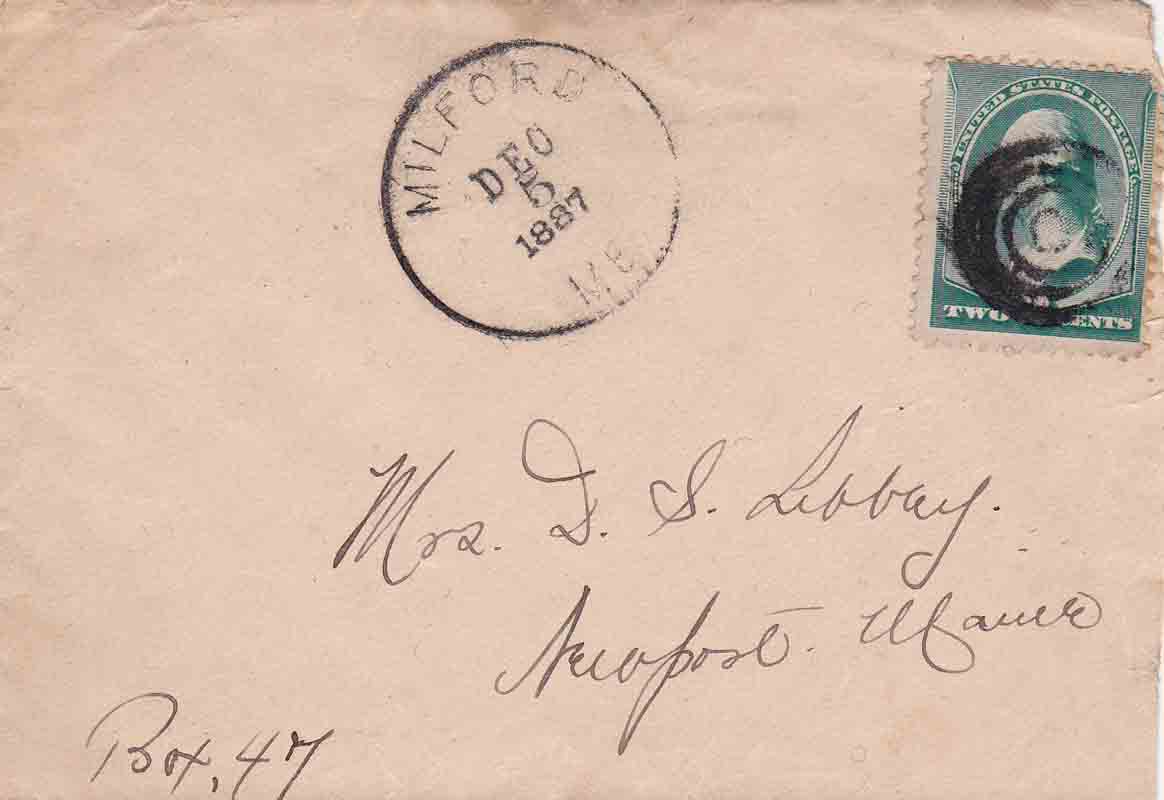 MILFORD
DEC
5
1887
ME
UNITED STATES POSTAGE
TWO CENTS
Mrs. D. S. Libbey.
Newport. Maine
Box, 47